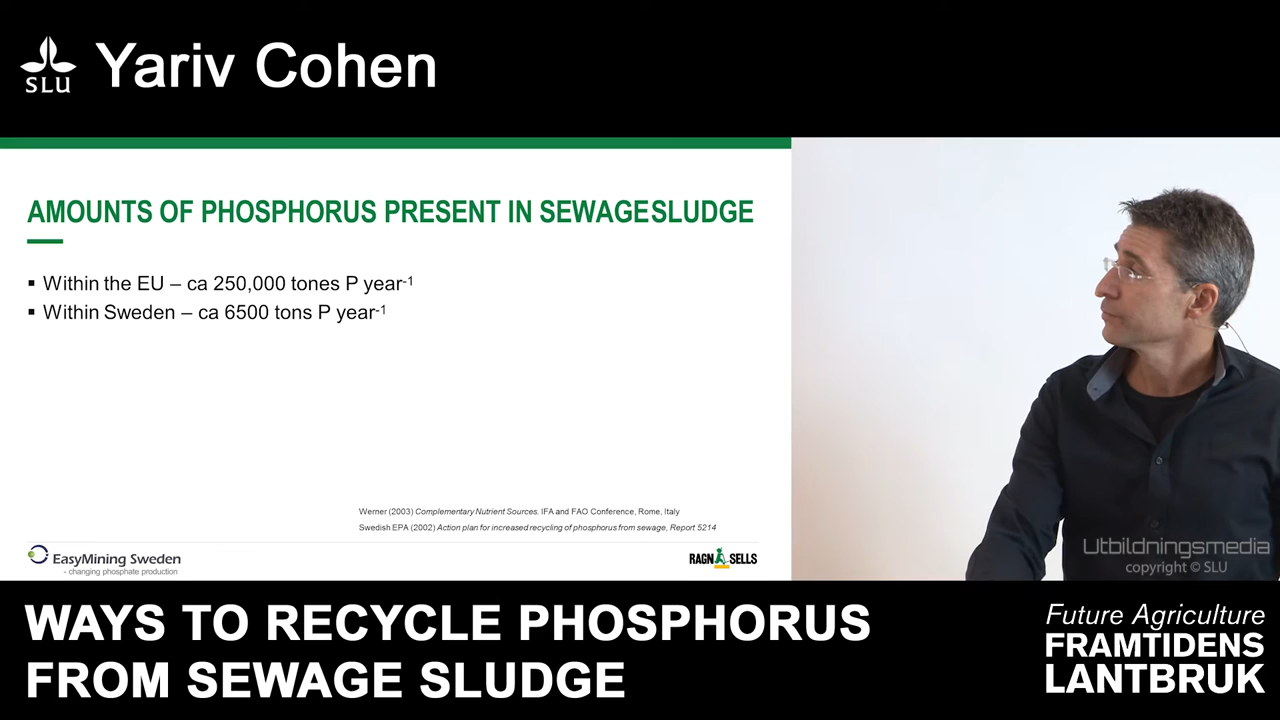 SLU
Yariv Cohen
AMOUNTS OF PHOSPHORUS PRESENT IN SEWAGE SLUDGE
▪ Within the EU – ca 250,000 tones P year-1
▪ Within Sweden – ca 6500 tons P year-1
Werner (2003) Complementary Nutrient Sources. IFA and FAO Conference, Rome, Italy
Swedish EPA (2002) Action plan for increased recycling of phosphorus from sewage, Report 5214
EasyMining Sweden
- changing phosphate production
RAGN SELLS
Utbildningsmedia
copyright © SLU
WAYS TO RECYCLE PHOSPHORUS
FROM SEWAGE SLUDGE
Future Agriculture
FRAMTIDENS
LANTBRUK